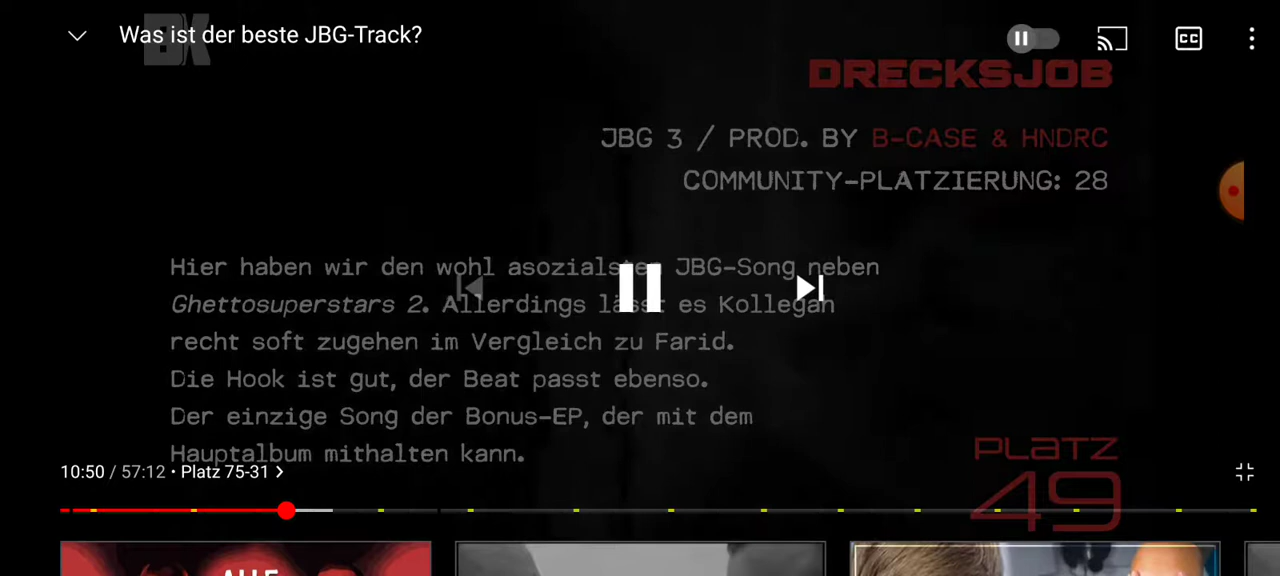 Was ist der beste JBG-Track?
BK
CC
DRECKSJOB
JBG 3 / PROD. BY B-CASE & HNDRC
COMMUNITY-PLATZIERUNG: 28
Hier haben wir den wohl asozialsten JBG-Song neben
Ghettosuperstars 2. Allerdings lässt es Kollegah
recht soft zugehen im Vergleich zu Farid.
Die Hook ist gut, der Beat passt ebenso.
Der einzige Song der Bonus-EP, der mit dem
Hauptalbum mithalten kann.
10:50 / 57:12 • Platz 75-31 >
PLATZ
49
ALLE